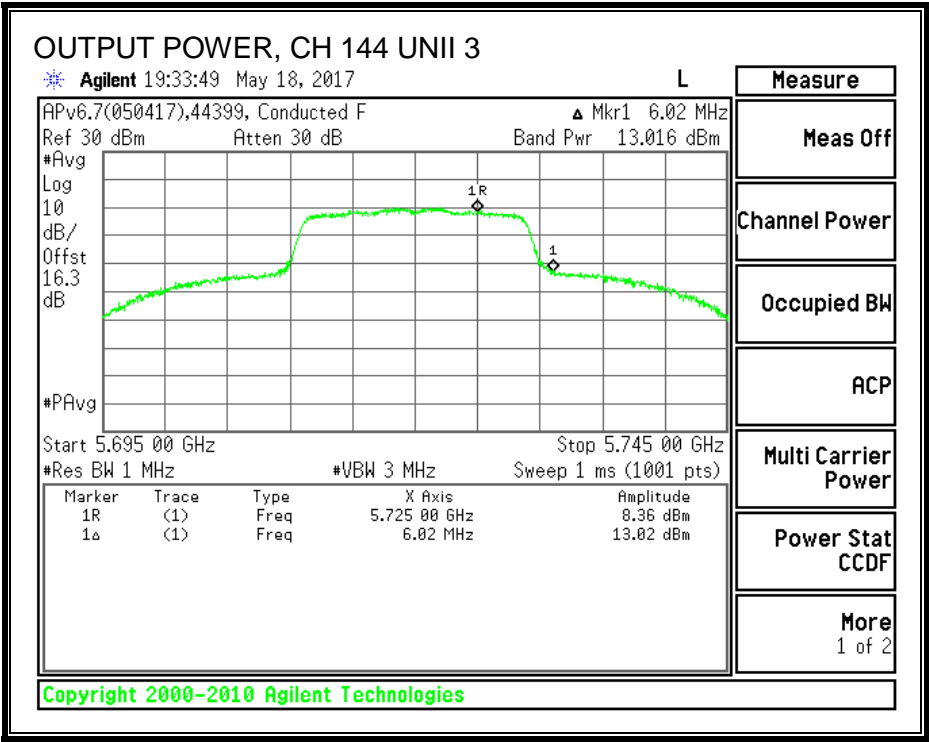 OUTPUT POWER, CH 144 UNII 3
Agilent 19:33:49 May 18, 2017 L
Measure
APv6.7(050417),44399, Conducted F
Δ Mkr1 6.02 MHz
Ref 30 dBm Atten 30 dB Band Pwr 13.016 dBm
#Avg
Log
10
dB/
Offst
16.3
dB
#PAvg
1R
1
Start 5.695 00 GHz Stop 5.745 00 GHz
#Res BW 1 MHz #VBW 3 MHz Sweep 1 ms (1001 pts)
Marker Trace Type X Axis Amplitude
1R (1) Freq 5.725 00 GHz 8.36 dBm
1Δ (1) Freq 6.02 MHz 13.02 dBm
Meas Off
Channel Power
Occupied BW
ACP
Multi Carrier
Power
Power Stat
CCDF
More
1 of 2
Copyright 2000-2010 Agilent Technologies